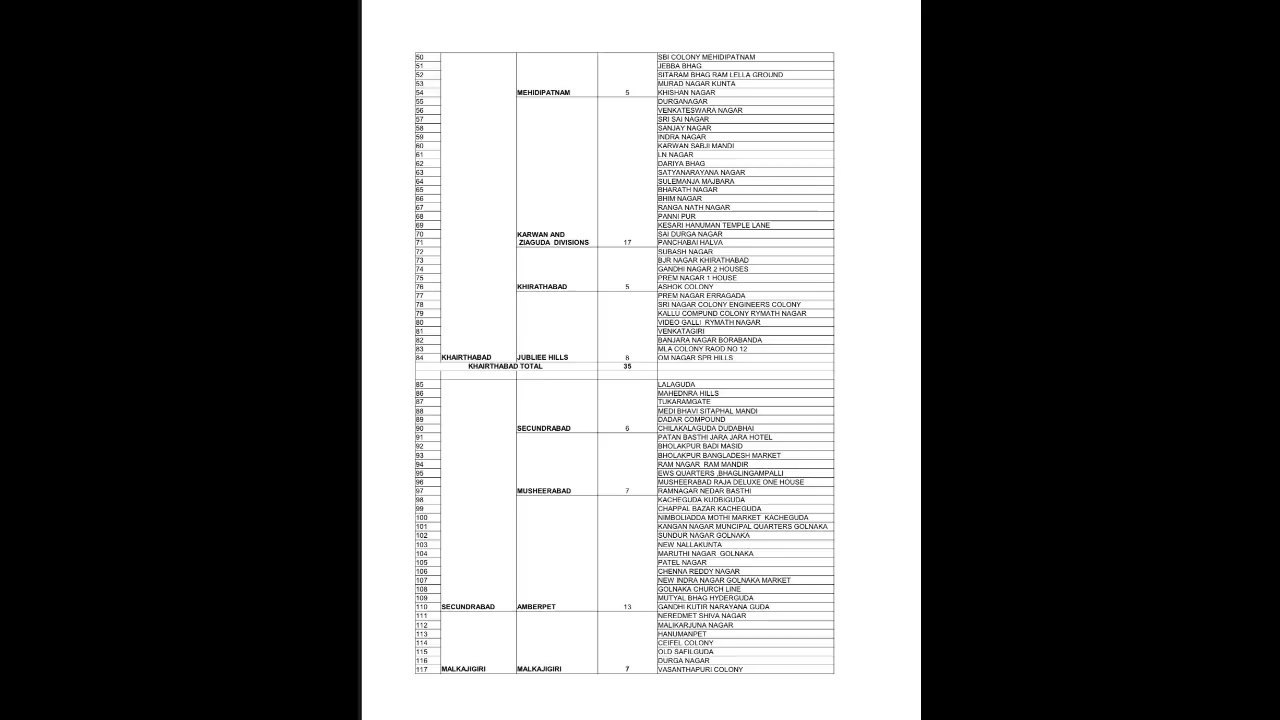 50 SBI COLONY MEHIDIPATNAM
51 JEBBA BHAG
52 SITARAM BHAG RAM LELLA GROUND
53 MURAD NAGAR KUNTA
54 MEHIDIPATNAM 5 KHISHAN NAGAR
55 DURGANAGAR
56 VENKATESWARA NAGAR
57 SRI SAI NAGAR
58 SANJAY NAGAR
59 INDRA NAGAR
60 KARWAN SABJI MANDI
61 LN NAGAR
62 DARIYA BHAG
63 SATYANARAYANA NAGAR
64 SULEMANJA MAJBARA
65 BHARATH NAGAR
66 BHIM NAGAR
67 RANGA NATH NAGAR
68 PANNI PUR
69 KESARI HANUMAN TEMPLE LANE
70 KARWAN AND SAI DURGA NAGAR
71 ZIAGUDA DIVISIONS 17 PANCHABAI HALVA
72 SUBASH NAGAR
73 BJR NAGAR KHIRATHABAD
74 GANDHI NAGAR 2 HOUSES
75 PREM NAGAR 1 HOUSE
76 KHIRATHABAD 5 ASHOK COLONY
77 PREM NAGAR ERRAGADA
78 SRI NAGAR COLONY ENGINEERS COLONY
79 KALLU COMPUND COLONY RYMATH NAGAR
80 VIDEO GALLI RYMATH NAGAR
81 VENKATAGIRI
82 BANJARA NAGAR BORABANDA
83 MLA COLONY RAOD NO 12
84 KHAIRTHABAD JUBLIEE HILLS 8 OM NAGAR SPR HILLS
KHAIRTHABAD TOTAL 35
85 LALAGUDA
86 MAHEDNRA HILLS
87 TUKARAMGATE
88 MEDI BHAVI SITAPHAL MANDI
89 DADAR COMPOUND
90 SECUNDRABAD 6 CHILAKALAGUDA DUDABHAI
91 PATAN BASTHI JARA JARA HOTEL
92 BHOLAKPUR BADI MASID
93 BHOLAKPUR BANGLADESH MARKET
94 RAM NAGAR RAM MANDIR
95 EWS QUARTERS ,BHAGLINGAMPALLI
96 MUSHEERABAD RAJA DELUXE ONE HOUSE
97 MUSHEERABAD 7 RAMNAGAR NEDAR BASTHI
98 KACHEGUDA KUDBIGUDA
99 CHAPPAL BAZAR KACHEGUDA
100 NIMBOLIADDA MOTHI MARKET KACHEGUDA
101 KANGAN NAGAR MUNCIPAL QUARTERS GOLNAKA
102 SUNDUR NAGAR GOLNAKA
103 NEW NALLAKUNTA
104 MARUTHI NAGAR GOLNAKA
105 PATEL NAGAR
106 CHENNA REDDY NAGAR
107 NEW INDRA NAGAR GOLNAKA MARKET
108 GOLNAKA CHURCH LINE
109 MUTYAL BHAG HYDERGUDA
110 SECUNDRABAD AMBERPET 13 GANDHI KUTIR NARAYANA GUDA
111 NEREDMET SHIVA NAGAR
112 MALIKARJUNA NAGAR
113 HANUMANPET
114 CEIFEL COLONY
115 OLD SAFILGUDA
116 DURGA NAGAR
117 MALKAJIGIRI MALKAJIGIRI 7 VASANTHAPURI COLONY